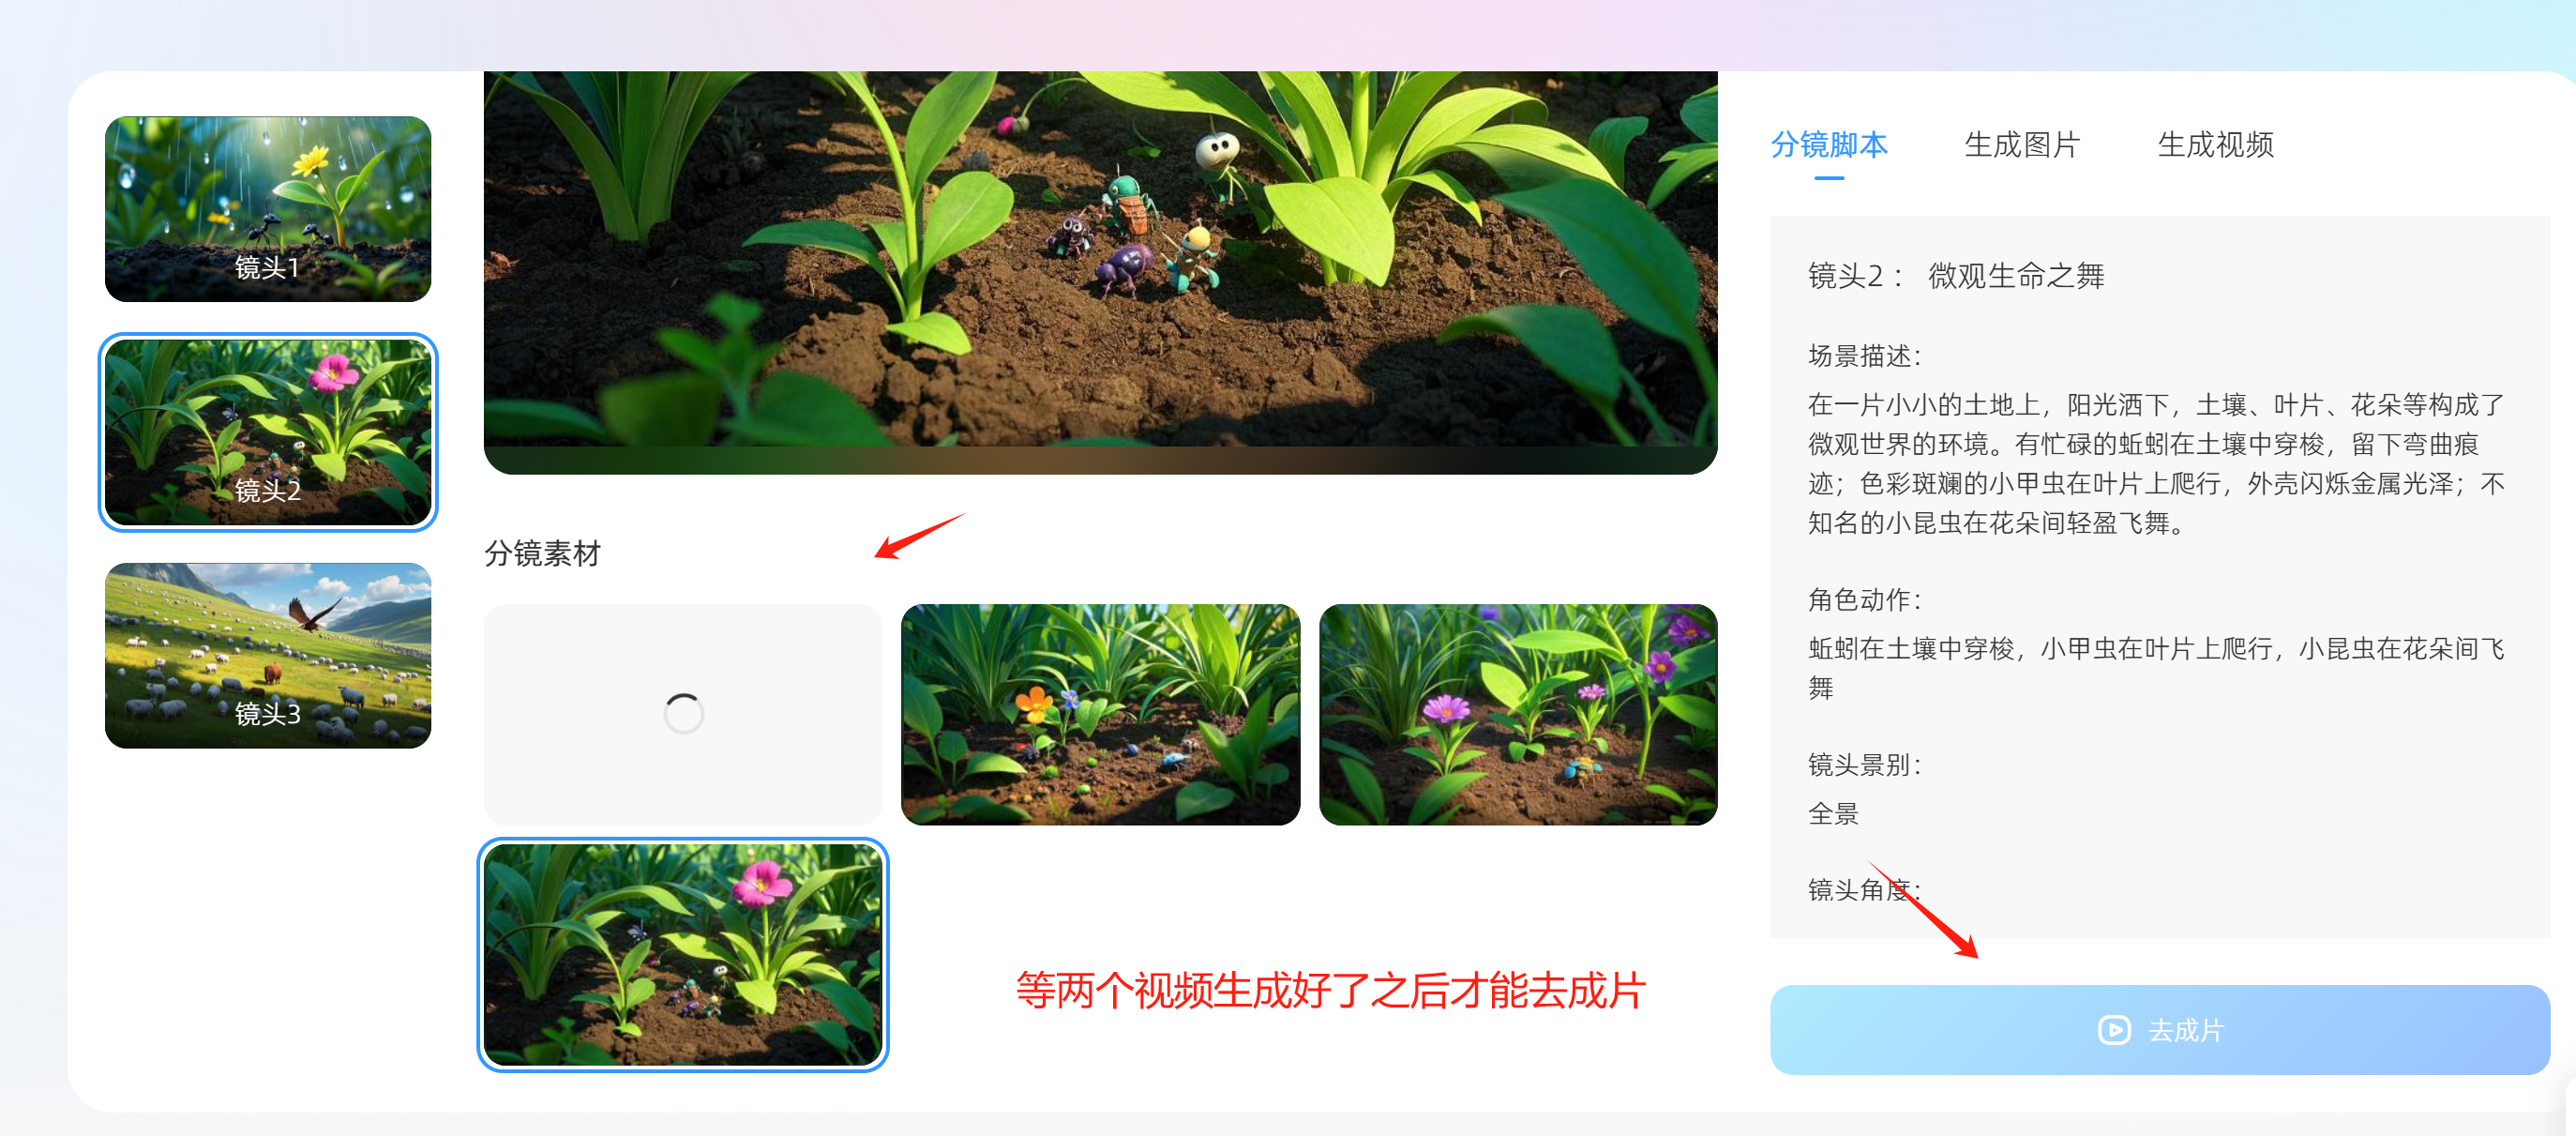 镜头1
镜头2
镜头3
分镜素材
等两个视频生成好了之后才能去成片
分镜脚本 生成图片 生成视频
镜头2： 微观生命之舞
场景描述：
在一片小小的土地上，阳光洒下，土壤、叶片、花朵等构成了
微观世界的环境。有忙碌的蚯蚓在土壤中穿梭，留下弯曲痕
迹；色彩斑斓的小甲虫在叶片上爬行，外壳闪烁金属光泽；不
知名的小昆虫在花朵间轻盈飞舞。
角色动作：
蚯蚓在土壤中穿梭，小甲虫在叶片上爬行，小昆虫在花朵间飞
舞
镜头景别：
全景
镜头角度：
去成片